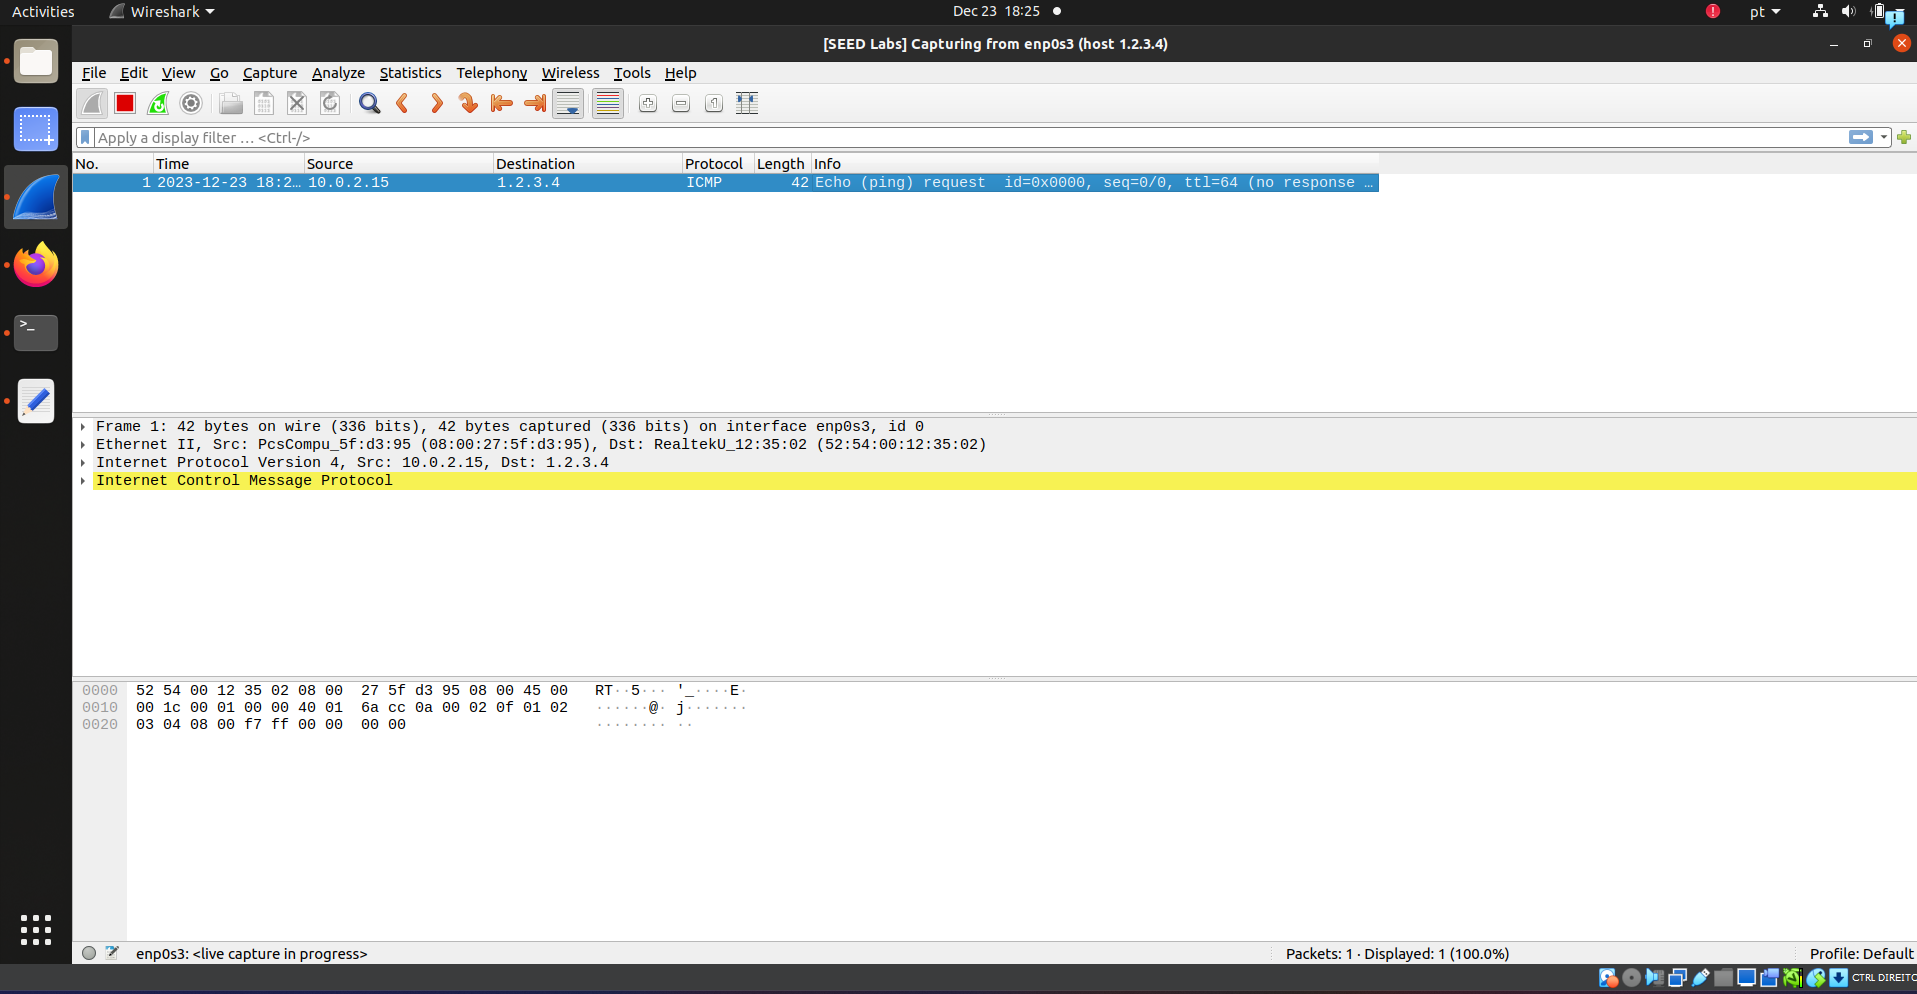 Activities Wireshark Dec 23 18:25 pt
[SEED Labs] Capturing from enp0s3 (host 1.2.3.4)
File Edit View Go Capture Analyze Statistics Telephony Wireless Tools Help
Apply a display filter … <Ctrl-/>
No. Time Source Destination Protocol Length Info
1 2023-12-23 18:2… 10.0.2.15 1.2.3.4 ICMP 42 Echo (ping) request id=0x0000, seq=0/0, ttl=64 (no response …
Frame 1: 42 bytes on wire (336 bits), 42 bytes captured (336 bits) on interface enp0s3, id 0
Ethernet II, Src: PcsCompu_5f:d3:95 (08:00:27:5f:d3:95), Dst: RealtekU_12:35:02 (52:54:00:12:35:02)
Internet Protocol Version 4, Src: 10.0.2.15, Dst: 1.2.3.4
Internet Control Message Protocol
0000 52 54 00 12 35 02 08 00 27 5f d3 95 08 00 45 00 RT··5··· '_····E·
0010 00 1c 00 01 00 00 40 01 6a cc 0a 00 02 0f 01 02 ······@· j·······
0020 03 04 08 00 f7 ff 00 00 00 00 ········ ··
enp0s3: <live capture in progress> Packets: 1 · Displayed: 1 (100.0%) Profile: Default
CTRL DIREITO